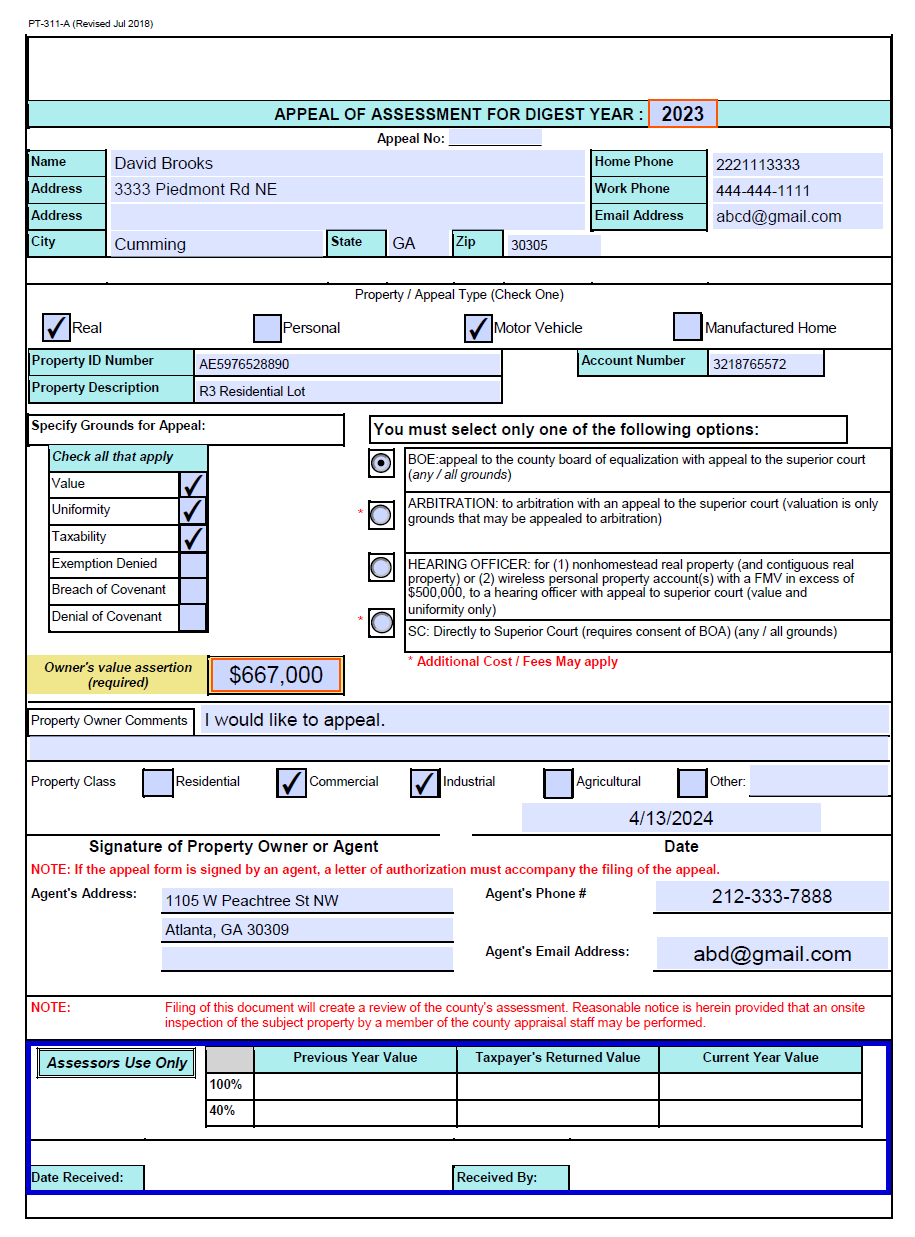 PT-311-A (Revised Jul 2018)
APPEAL OF ASSESSMENT FOR DIGEST YEAR : 2023
Appeal No:
Name David Brooks Home Phone 2221113333
Address 3333 Piedmont Rd NE Work Phone 444-444-1111
Address Email Address abcd@gmail.com
City Cumming State GA Zip 30305
Property / Appeal Type (Check One)
Real Personal Motor Vehicle Manufactured Home
Property ID Number AE5976528890 Account Number 3218765572
Property Description R3 Residential Lot
Specify Grounds for Appeal:
Check all that apply
Value
Uniformity
Taxability
Exemption Denied
Breach of Covenant
Denial of Covenant
Owner's value assertion
(required)
$667,000
You must select only one of the following options:
BOE:appeal to the county board of equalization with appeal to the superior court
(any / all grounds)
* ARBITRATION: to arbitration with an appeal to the superior court (valuation is only
grounds that may be appealed to arbitration)
HEARING OFFICER: for (1) nonhomestead real property (and contiguous real
property) or (2) wireless personal property account(s) with a FMV in excess of
$500,000, to a hearing officer with appeal to superior court (value and
uniformity only)
* SC: Directly to Superior Court (requires consent of BOA) (any / all grounds)
* Additional Cost / Fees May apply
Property Owner Comments I would like to appeal.
Property Class Residential Commercial Industrial Agricultural Other:
4/13/2024
Signature of Property Owner or Agent Date
NOTE: If the appeal form is signed by an agent, a letter of authorization must accompany the filing of the appeal.
Agent's Address: 1105 W Peachtree St NW Agent's Phone # 212-333-7888
Atlanta, GA 30309
Agent's Email Address: abd@gmail.com
NOTE: Filing of this document will create a review of the county's assessment. Reasonable notice is herein provided that an onsite
inspection of the subject property by a member of the county appraisal staff may be performed.
Assessors Use Only Previous Year Value Taxpayer's Returned Value Current Year Value
100%
40%
Date Received: Received By: